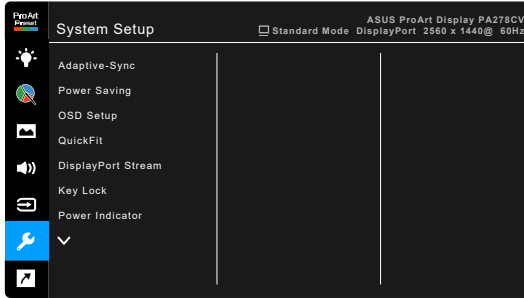 ProArt
Preset
System Setup
ASUS ProArt Display PA278CV
Standard Mode DisplayPort 2560 x 1440@ 60Hz
Adaptive-Sync
Power Saving
OSD Setup
QuickFit
DisplayPort Stream
Key Lock
Power Indicator